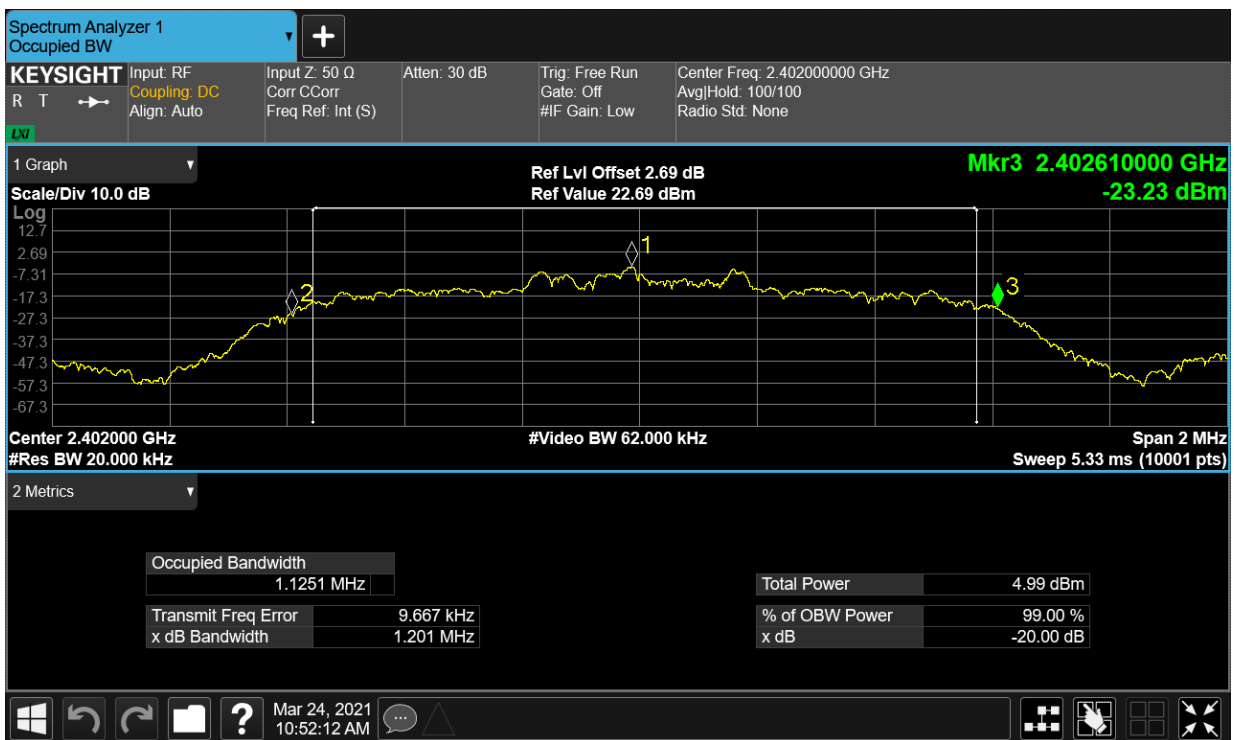 Spectrum Analyzer 1
Occupied BW
▼
+
KEYSIGHT
R T
LXI
Input: RF
Coupling: DC
Align: Auto
Input Z: 50 Ω
Corr CCorr
Freq Ref: Int (S)
Atten: 30 dB
Trig: Free Run
Gate: Off
#IF Gain: Low
Center Freq: 2.402000000 GHz
Avg|Hold: 100/100
Radio Std: None
1 Graph ▼
Scale/Div 10.0 dB
Ref Lvl Offset 2.69 dB
Ref Value 22.69 dBm
Mkr3 2.402610000 GHz
-23.23 dBm
Log
12.7
2.69
-7.31
-17.3
-27.3
-37.3
-47.3
-57.3
-67.3
1
2
3
Center 2.402000 GHz
#Video BW 62.000 kHz
Span 2 MHz
#Res BW 20.000 kHz
Sweep 5.33 ms (10001 pts)
2 Metrics ▼
Occupied Bandwidth
1.1251 MHz
Total Power 4.99 dBm
Transmit Freq Error 9.667 kHz
% of OBW Power 99.00 %
x dB Bandwidth 1.201 MHz
x dB -20.00 dB
?
Mar 24, 2021
10:52:12 AM